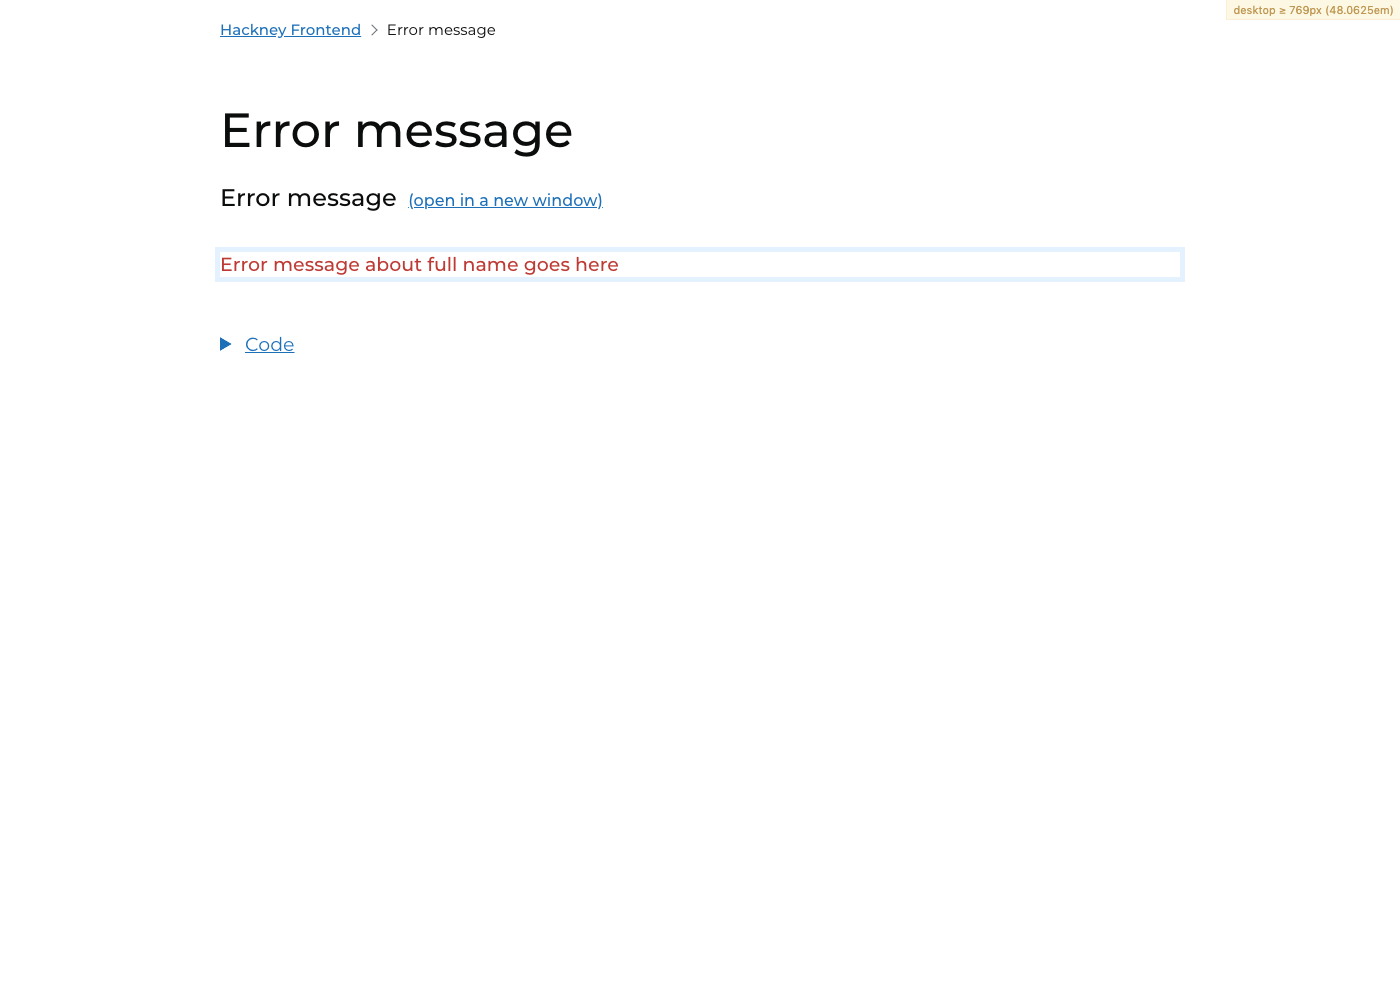 desktop ≥ 769px (48.0625em)
Hackney Frontend > Error message
Error message
Error message (open in a new window)
Error message about full name goes here
Code